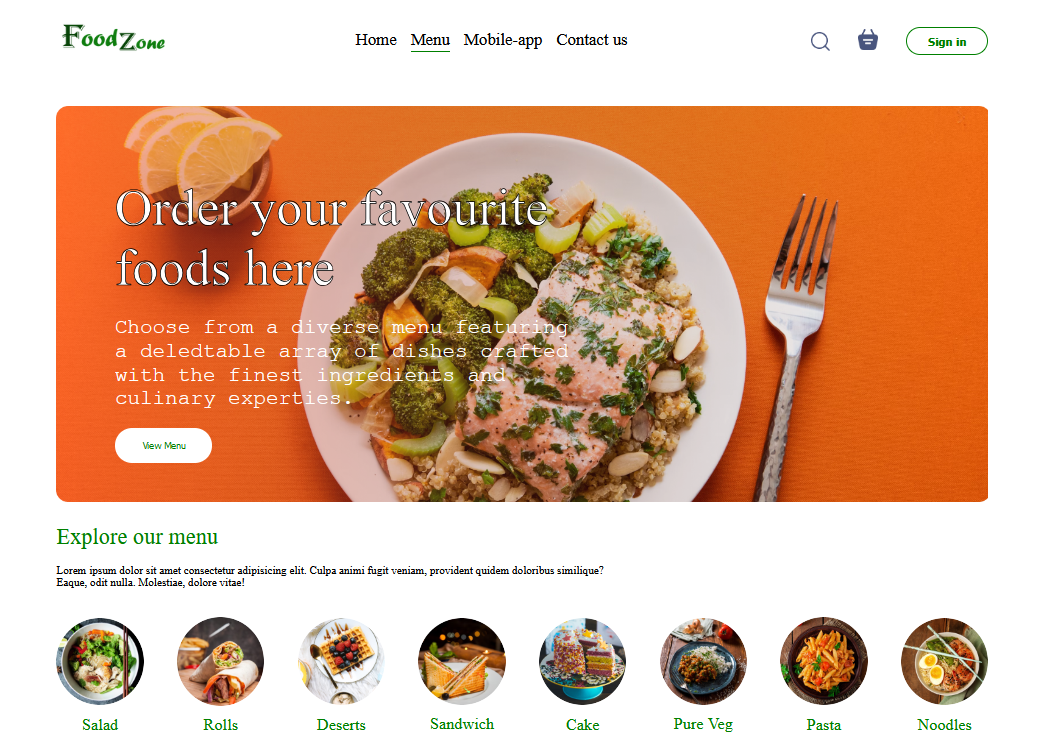 FoodZone
Home Menu Mobile-app Contact us
Sign in
Order your favourite
foods here
Choose from a diverse menu featuring
a deledtable array of dishes crafted
with the finest ingredients and
culinary experties.
View Menu
Explore our menu
Lorem ipsum dolor sit amet consectetur adipisicing elit. Culpa animi fugit veniam, provident quidem doloribus similique?
Eaque, odit nulla. Molestiae, dolore vitae!
Salad Rolls Deserts Sandwich Cake Pure Veg Pasta Noodles